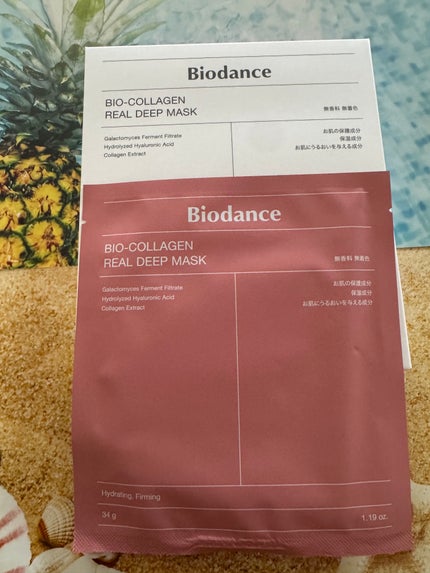 Biodance
BIO-COLLAGEN
REAL DEEP MASK
無香料 無着色
Galactomyces Ferment Filtrate
Hydrolyzed Hyaluronic Acid
Collagen Extract
お肌の保護成分
保湿成分
お肌にうるおいを与える成分
Biodance
BIO-COLLAGEN
REAL DEEP MASK
無香料 無着色
Galactomyces Ferment Filtrate
Hydrolyzed Hyaluronic Acid
Collagen Extract
お肌の保護成分
保湿成分
お肌にうるおいを与える成分
Hydrating, Firming
34 g
1.19 oz.